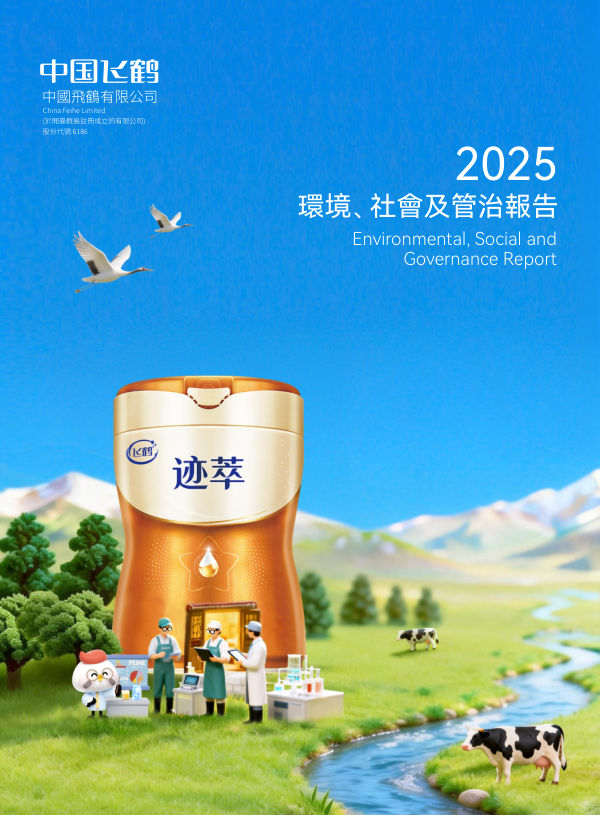 中国飞鹤
中國飛鶴有限公司
China Feihe Limited
(於開曼群島註冊成立的有限公司)
股份代號:6186
2025
環境、社會及管治報告
Environmental, Social and
Governance Report
飞鹤
迹萃
FEIHE